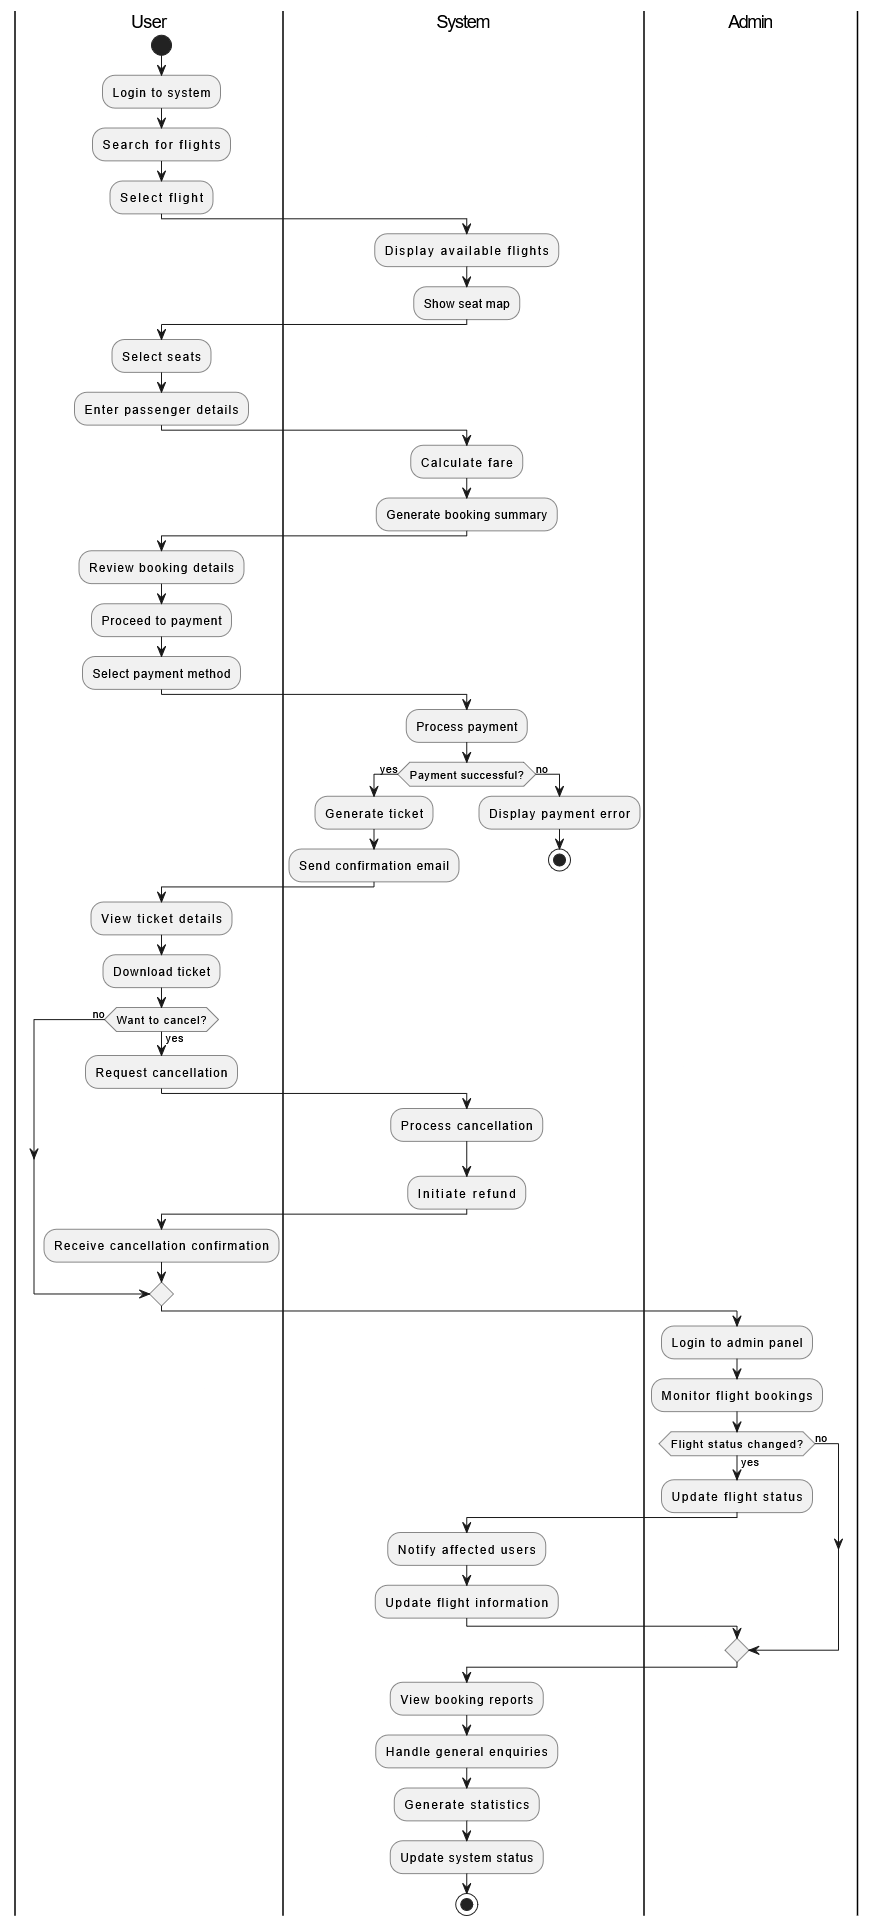 User
System
Admin
Login to system
Search for flights
Select flight
Display available flights
Show seat map
Select seats
Enter passenger details
Calculate fare
Generate booking summary
Review booking details
Proceed to payment
Select payment method
Process payment
yes
Payment successful?
no
Generate ticket
Display payment error
Send confirmation email
View ticket details
Download ticket
no
Want to cancel?
yes
Request cancellation
Process cancellation
Initiate refund
Receive cancellation confirmation
Login to admin panel
Monitor flight bookings
Flight status changed?
no
yes
Update flight status
Notify affected users
Update flight information
View booking reports
Handle general enquiries
Generate statistics
Update system status